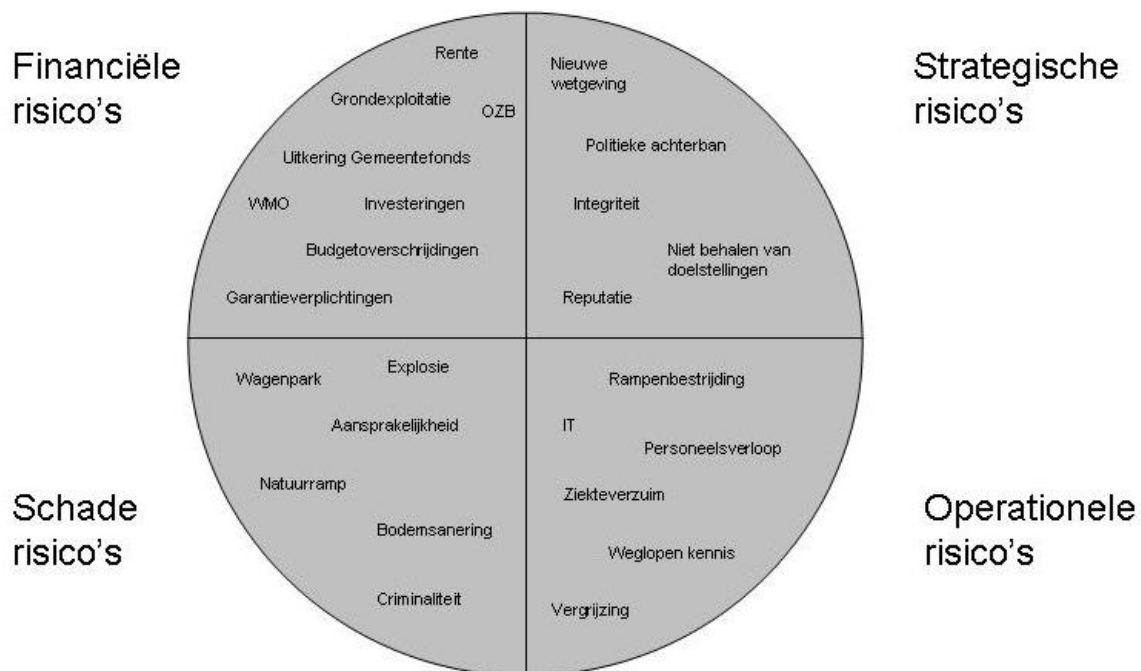 Financiële
risico's
Rente
Grondexploitatie
OZB
Uitkering Gemeentefonds
WMO
Investeringen
Budgetoverschrijdingen
Garantieverplichtingen
Strategische
risico's
Nieuwe
wetgeving
Politieke achterban
Integriteit
Niet behalen van
doelstellingen
Reputatie
Schade
risico's
Wagenpark
Explosie
Aansprakelijkheid
Natuurramp
Bodemsanering
Criminaliteit
Operationele
risico's
Rampenbestrijding
IT
Personeelsverloop
Ziekteverzuim
Weglopen kennis
Vergrijzing